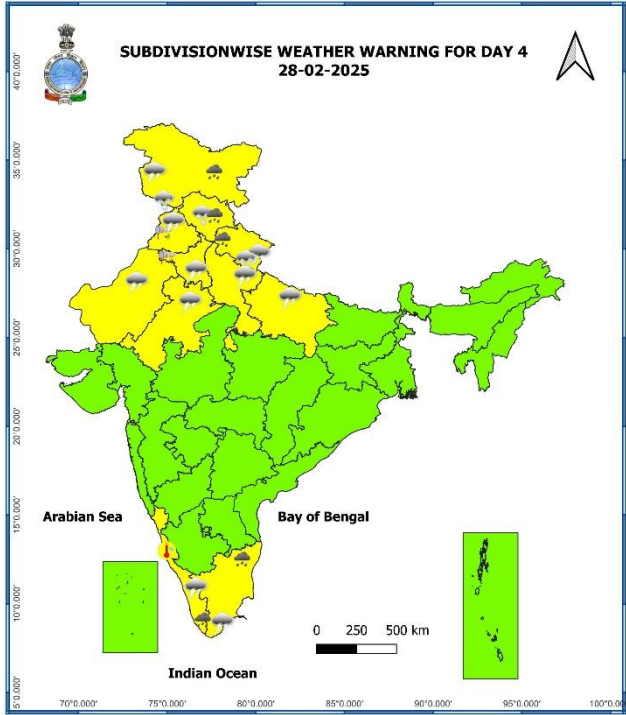 SUBDIVISIONWISE WEATHER WARNING FOR DAY 4
28-02-2025
40°0.000'
35°0.000'
30°0.000'
25°0.000'
20°0.000'
15°0.000'
10°0.000'
5°0.000'
Arabian Sea
Bay of Bengal
0 250 500 km
Indian Ocean
70°0.000' 75°0.000' 80°0.000' 85°0.000' 90°0.000' 95°0.000' 100°0.000'